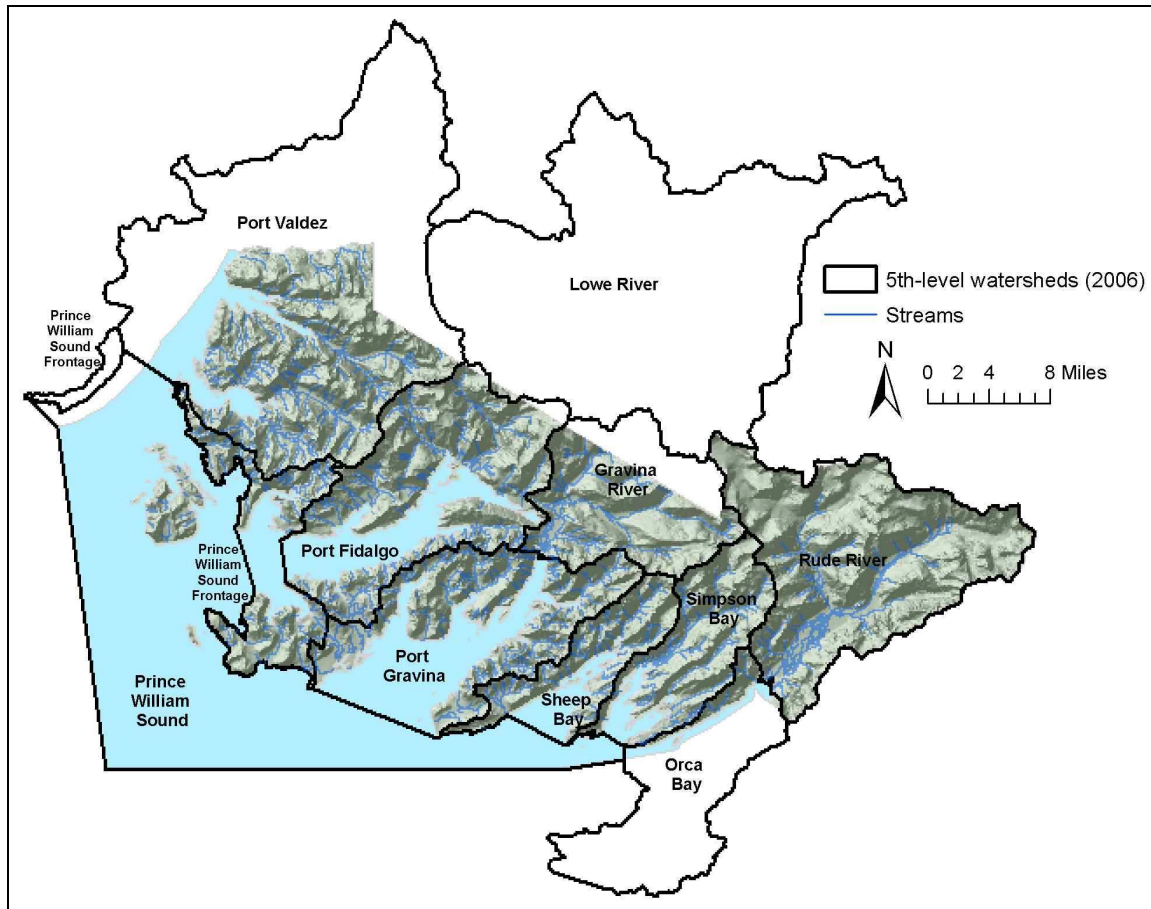 Port Valdez
Lowe River
5th-level watersheds (2006)
Streams
Prince
William
Sound
Frontage
N
0 2 4 8 Miles
Gravina
River
Port Fidalgo
Prince
William
Sound
Frontage
Rude River
Simpson
Bay
Port
Gravina
Prince
William
Sound
Sheep
Bay
Orca
Bay